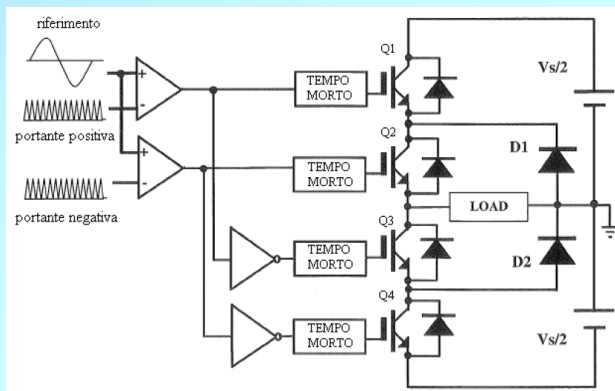 riferimento
portante positiva
portante negativa
TEMPO
MORTO
TEMPO
MORTO
TEMPO
MORTO
TEMPO
MORTO
Q1
Q2
Q3
Q4
LOAD
D1
D2
Vs/2
Vs/2
+
-
+
-